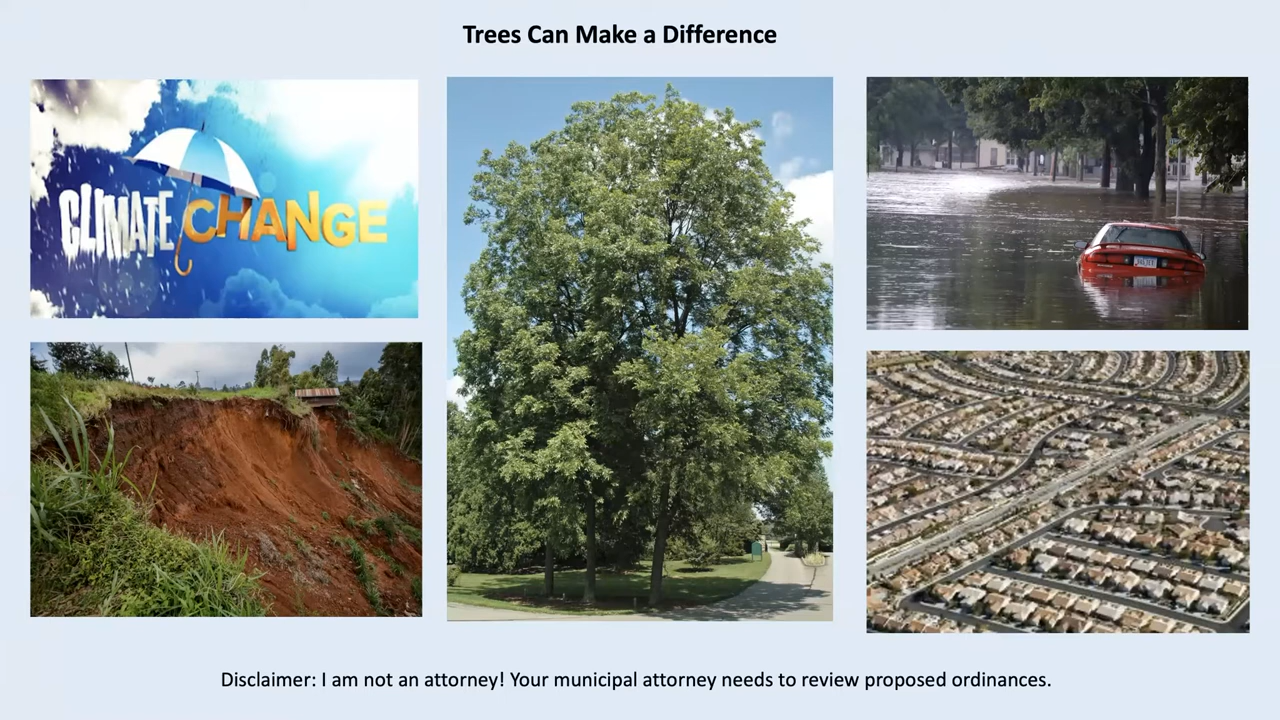 Trees Can Make a Difference
CLIMATE CHANGE
Disclaimer: I am not an attorney! Your municipal attorney needs to review proposed ordinances.